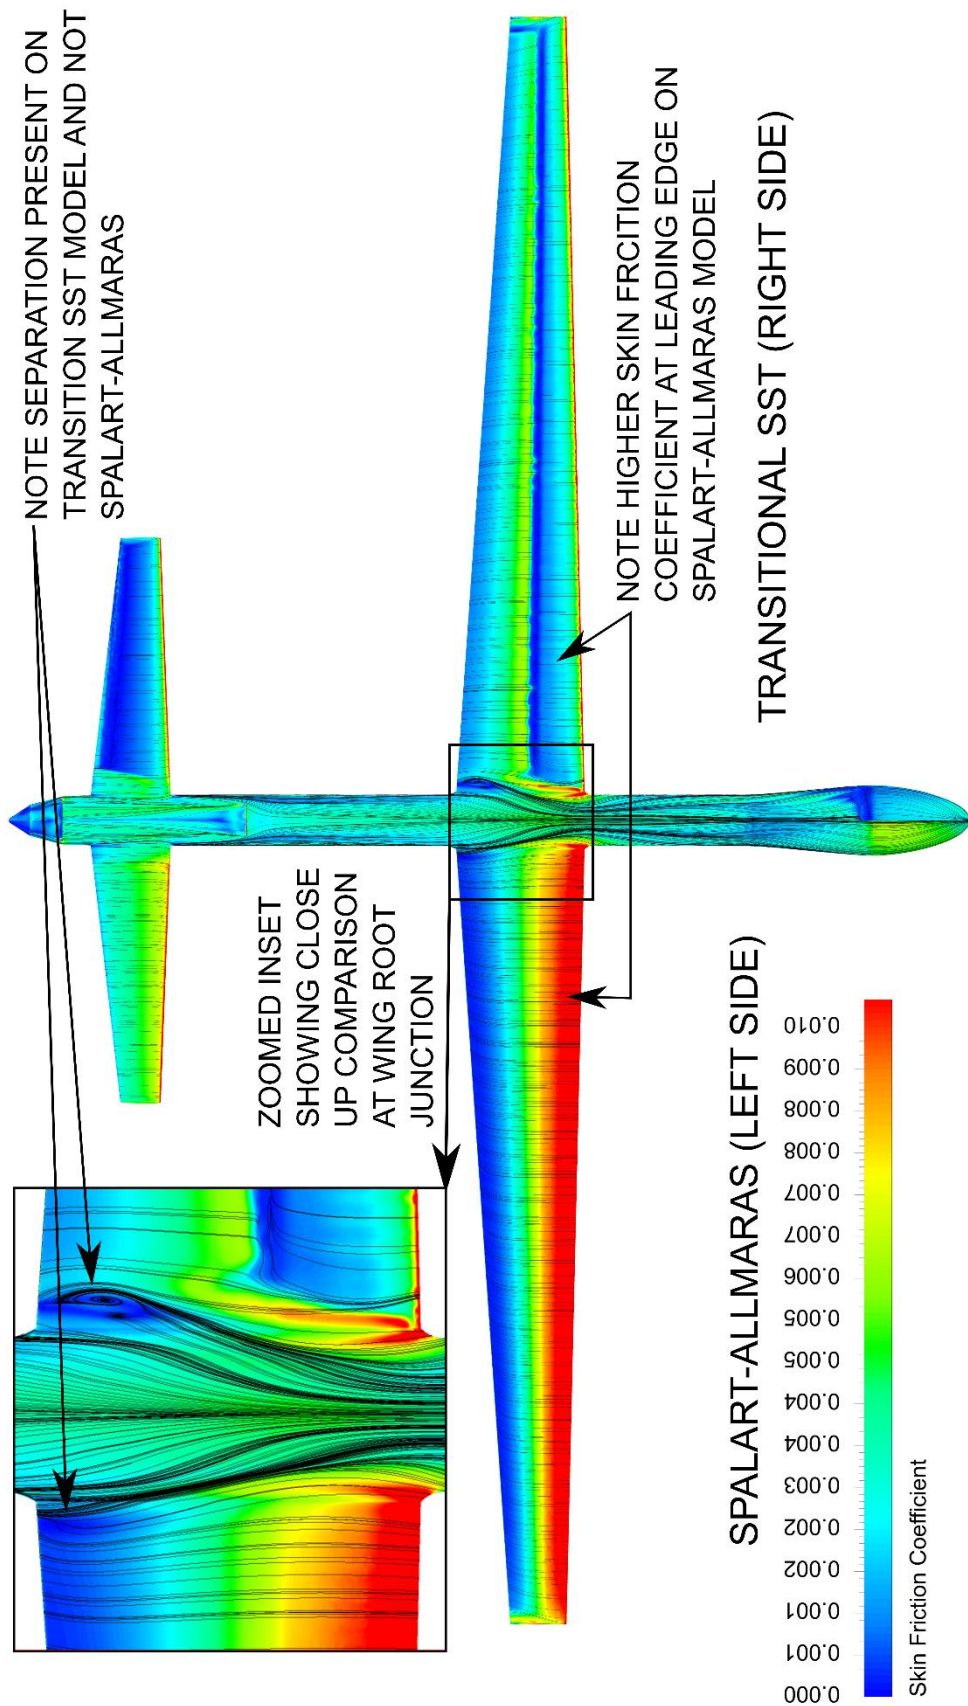 NOTE SEPARATION PRESENT ON
TRANSITION SST MODEL AND NOT
SPALART-ALLMARAS
ZOOMED INSET
SHOWING CLOSE
UP COMPARISON
AT WING ROOT
JUNCTION
NOTE HIGHER SKIN FRCITION
COEFFICIENT AT LEADING EDGE ON
SPALART-ALLMARAS MODEL
SPALART-ALLMARAS (LEFT SIDE)
TRANSITIONAL SST (RIGHT SIDE)
0.000
0.001
0.001
0.002
0.002
0.003
0.004
0.004
0.005
0.005
0.006
0.007
0.007
0.008
0.008
0.009
0.010
Skin Friction Coefficient